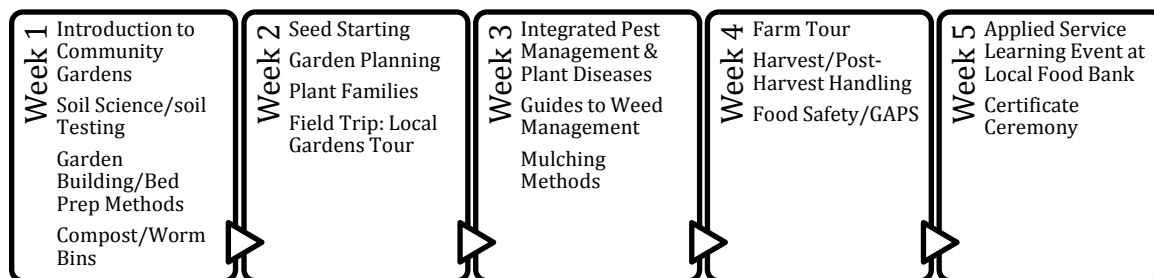 Week 1
Introduction to
Community
Gardens
Soil Science/soil
Testing
Garden
Building/Bed
Prep Methods
Compost/Worm
Bins
Week 2
Seed Starting
Garden Planning
Plant Families
Field Trip: Local
Gardens Tour
Week 3
Integrated Pest
Management &
Plant Diseases
Guides to Weed
Management
Mulching
Methods
Week 4
Farm Tour
Harvest/Post-
Harvest Handling
Food Safety/GAPS
Week 5
Applied Service
Learning Event at
Local Food Bank
Certificate
Ceremony